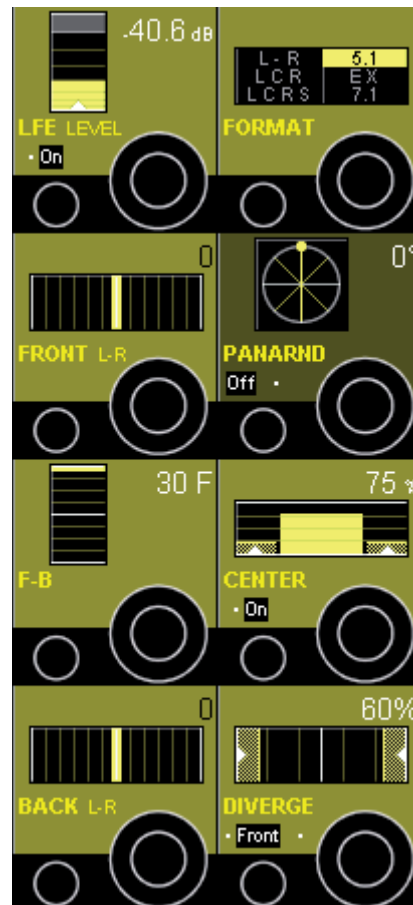 -40.6 dB
LFE LEVEL
· On
L-R 5.1
LCR EX
LCRS 7.1
FORMAT
0
FRONT L-R
0°
PANARND
Off ·
30 F
F-B
75 %
CENTER
· On
0
BACK L-R
60%
DIVERGE
· Front ·